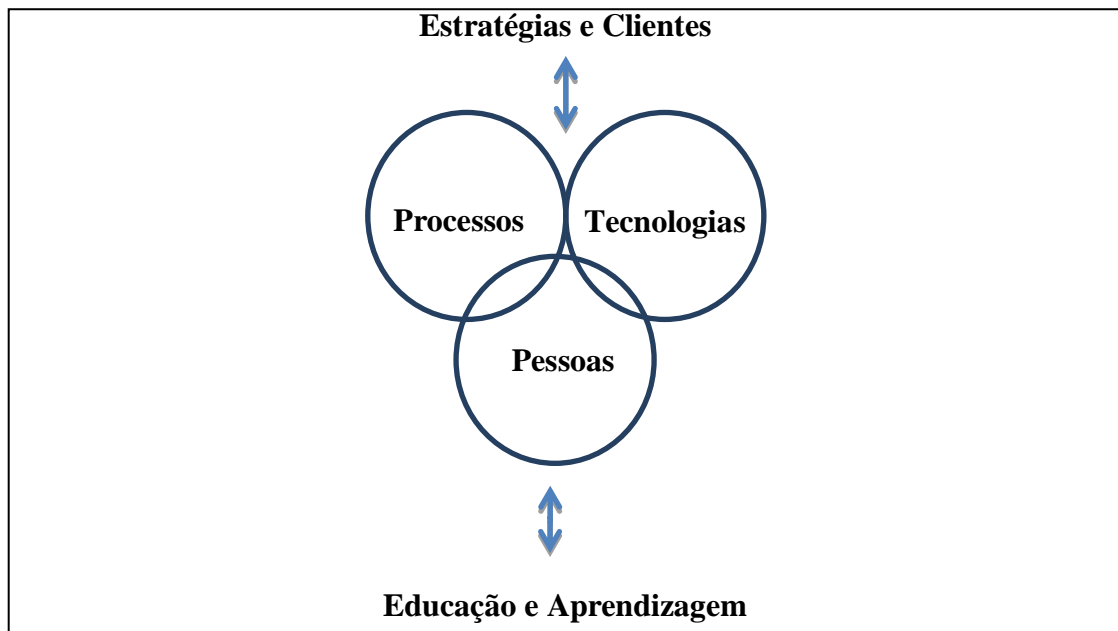 Estratégias e Clientes
Processos
Tecnologias
Pessoas
Educação e Aprendizagem